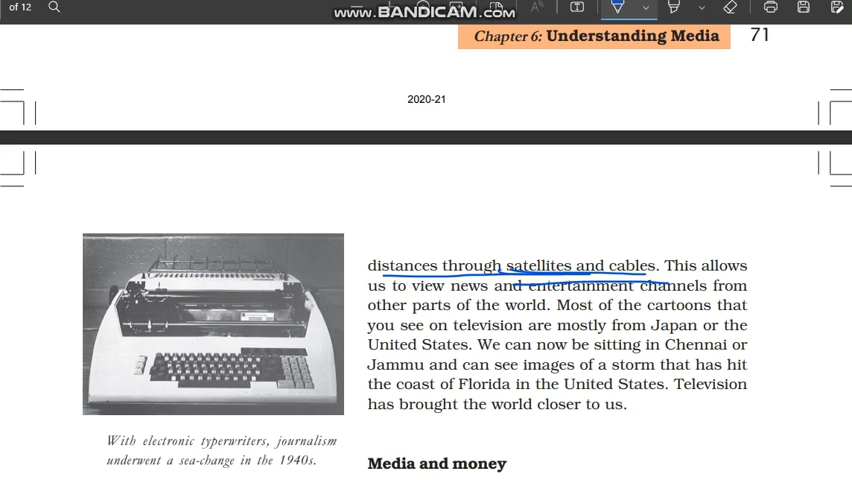 of 12
www.BANDICAM.com
Chapter 6: Understanding Media 71
2020-21
distances through satellites and cables. This allows
us to view news and entertainment channels from
other parts of the world. Most of the cartoons that
you see on television are mostly from Japan or the
United States. We can now be sitting in Chennai or
Jammu and can see images of a storm that has hit
the coast of Florida in the United States. Television
has brought the world closer to us.
With electronic typerwriters, journalism
underwent a sea-change in the 1940s.
Media and money